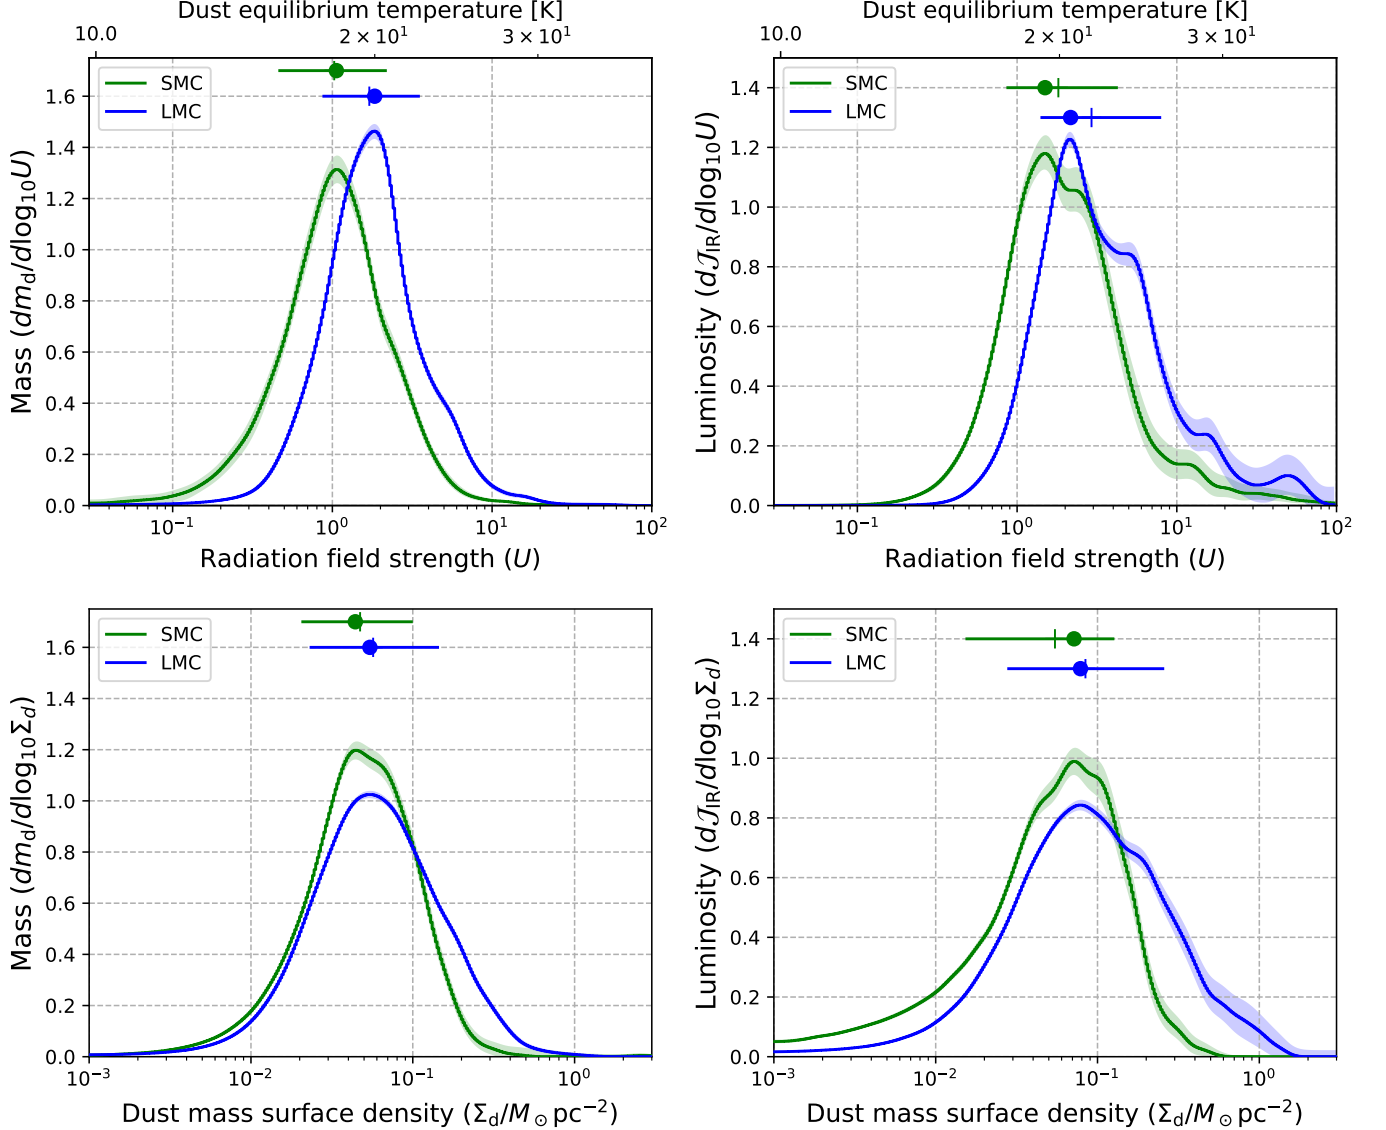 Dust equilibrium temperature [K]
10.0 2 × 10¹ 3 × 10¹
SMC
LMC
Mass (dm_d/dlog₁₀U)
1.6
1.4
1.2
1.0
0.8
0.6
0.4
0.2
0.0
10⁻¹ 10⁰ 10¹ 10²
Radiation field strength (U)
Dust equilibrium temperature [K]
10.0 2 × 10¹ 3 × 10¹
SMC
LMC
Luminosity (d𝒥_IR/dlog₁₀U)
1.4
1.2
1.0
0.8
0.6
0.4
0.2
0.0
10⁻¹ 10⁰ 10¹ 10²
Radiation field strength (U)
SMC
LMC
Mass (dm_d/dlog₁₀Σ_d)
1.6
1.4
1.2
1.0
0.8
0.6
0.4
0.2
0.0
10⁻³ 10⁻² 10⁻¹ 10⁰
Dust mass surface density (Σ_d/M_⊙ pc⁻²)
SMC
LMC
Luminosity (d𝒥_IR/dlog₁₀Σ_d)
1.4
1.2
1.0
0.8
0.6
0.4
0.2
0.0
10⁻³ 10⁻² 10⁻¹ 10⁰
Dust mass surface density (Σ_d/M_⊙ pc⁻²)